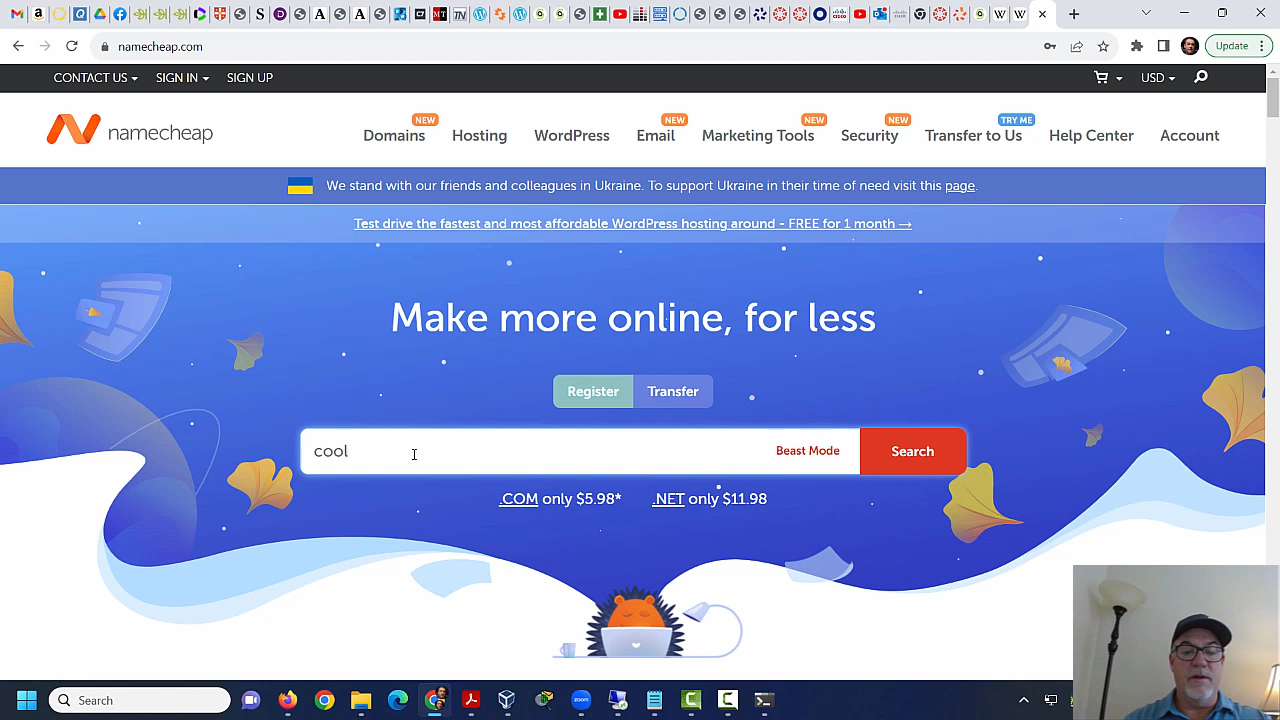 namecheap.com
Update
CONTACT US
SIGN IN
SIGN UP
USD
namecheap
NEW
NEW
NEW
NEW
TRY ME
Domains
Hosting
WordPress
Email
Marketing Tools
Security
Transfer to Us
Help Center
Account
We stand with our friends and colleagues in Ukraine. To support Ukraine in their time of need visit this page.
Test drive the fastest and most affordable WordPress hosting around - FREE for 1 month →
Make more online, for less
Register
Transfer
cool
Beast Mode
Search
.COM only $5.98*
.NET only $11.98
Search